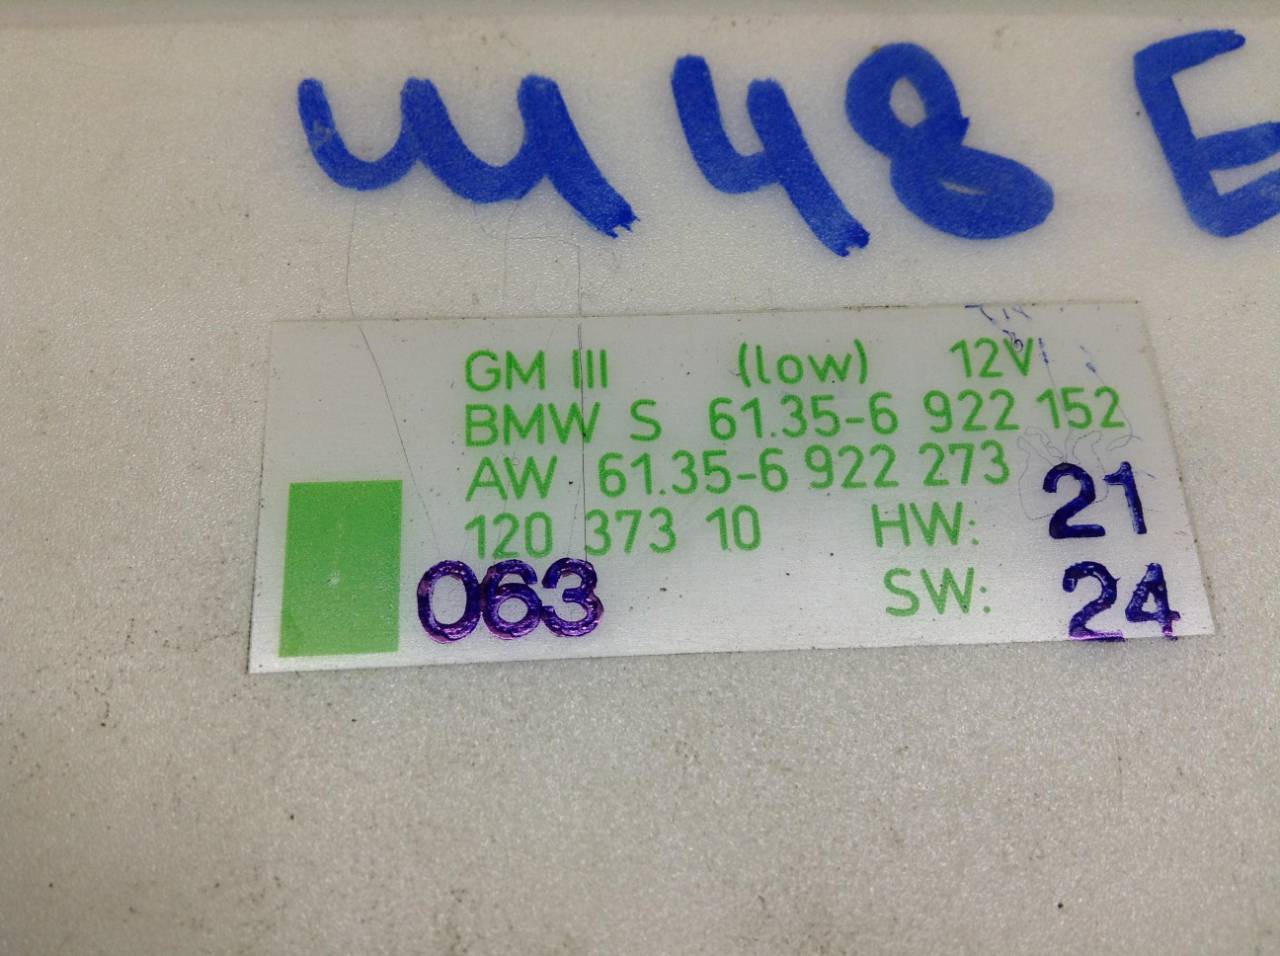 Ш 48 E
GM III (low) 12V
BMW S 61.35-6 922 152
AW 61.35-6 922 273
120 373 10 HW: 21
063 SW: 24